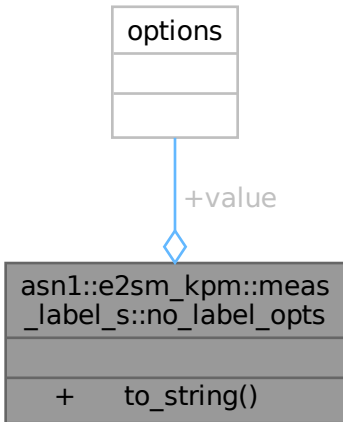 options
+value
asn1::e2sm_kpm::meas
_label_s::no_label_opts
+ to_string()